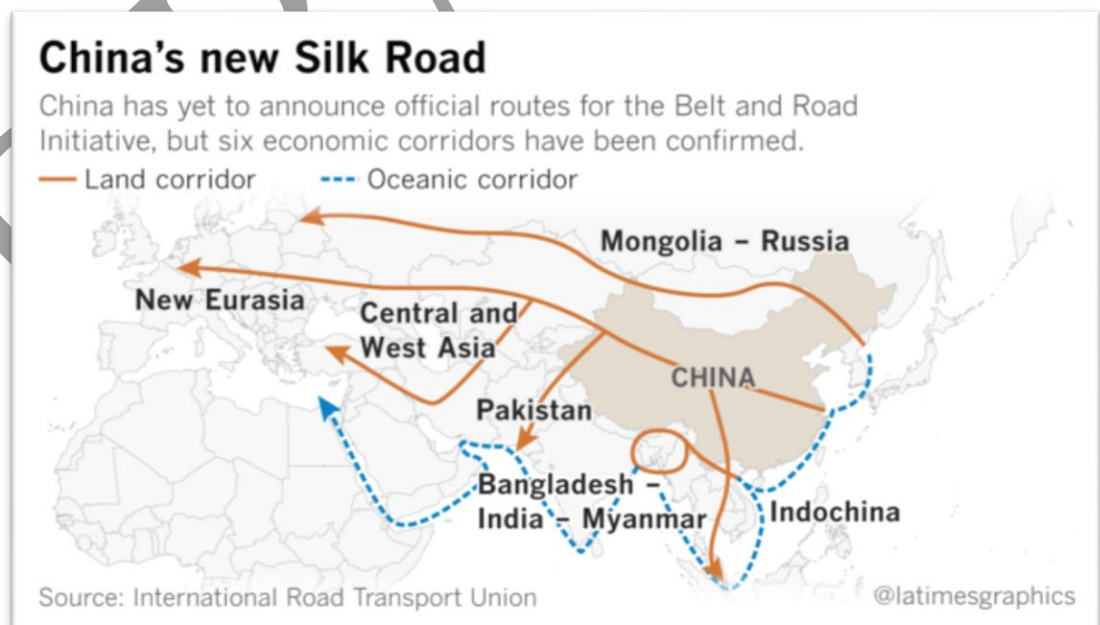 China's new Silk Road
China has yet to announce official routes for the Belt and Road
Initiative, but six economic corridors have been confirmed.
Land corridor
Oceanic corridor
Mongolia – Russia
New Eurasia
Central and
West Asia
CHINA
Pakistan
Bangladesh –
India – Myanmar
Indochina
Source: International Road Transport Union
@latimesgraphics